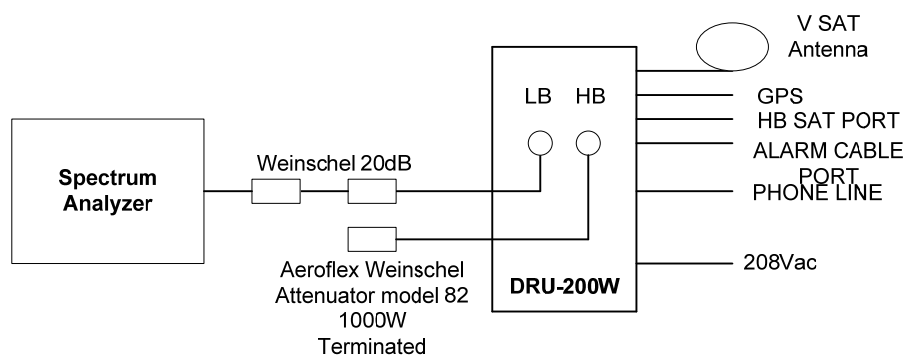 V SAT
Antenna
LB HB
GPS
HB SAT PORT
ALARM CABLE
PORT
PHONE LINE
Weinschel 20dB
Spectrum
Analyzer
208Vac
Aeroflex Weinschel
Attenuator model 82
1000W
Terminated
DRU-200W